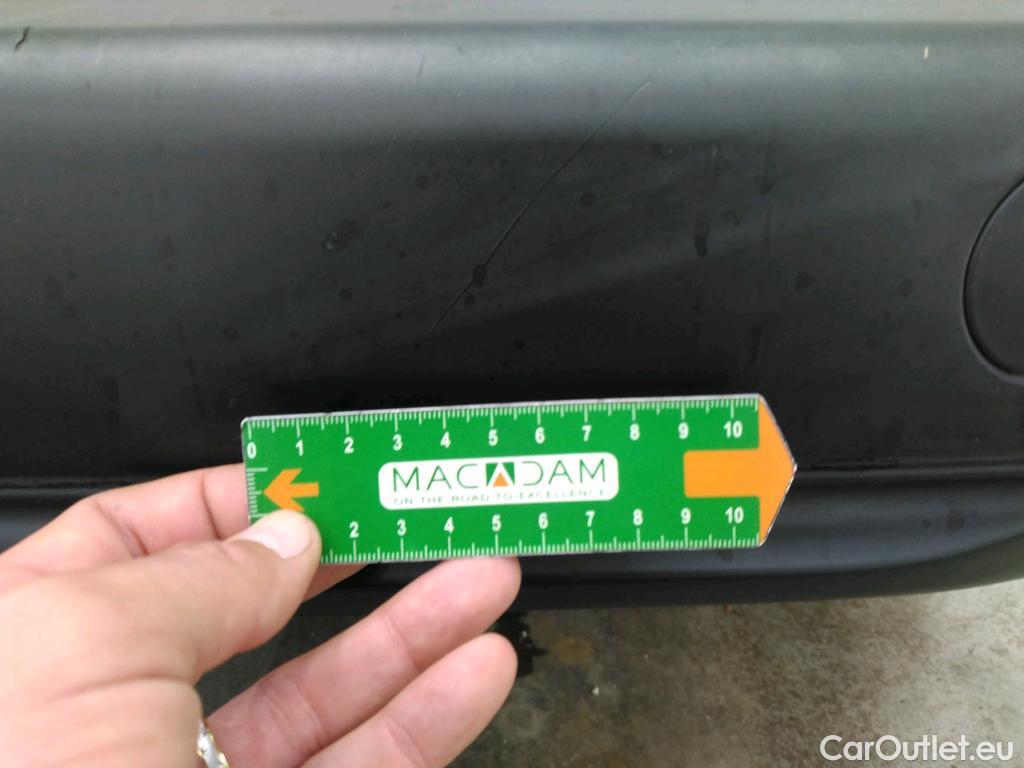 0 1 2 3 4 5 6 7 8 9 10
MACADAM
ON THE ROAD TO EXCELLENCE
2 3 4 5 6 7 8 9 10
CarOutlet.eu